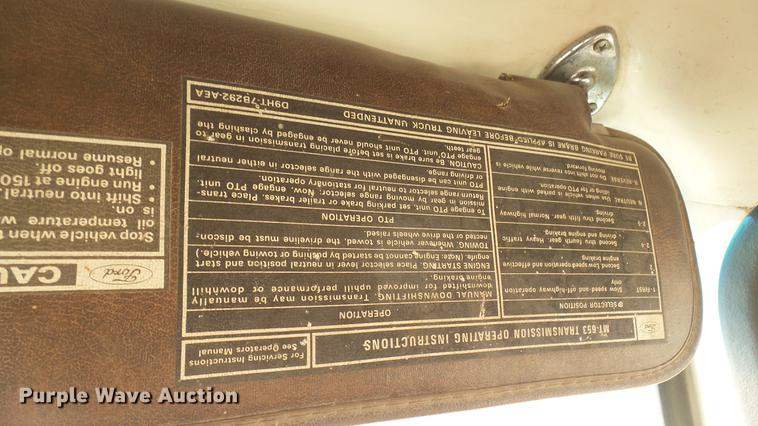 Ford
MT-653 TRANSMISSION OPERATING INSTRUCTIONS
For Servicing Instructions
See Operators Manual
SELECTOR POSITION
1-FIRST
Slow speed and off-highway operation
only
2
Second. Low speed operation and effective
engine braking
2-4
Second thru fourth gear. Heavy traffic
driving and engine braking
2-5
Second thru fifth gear. Normal highway
driving.
N-NEUTRAL
Use when vehicle is parked with engine
idling or for PTO operation
R-REVERSE
Do not shift into reverse while vehicle is
moving forward
OPERATION
MANUAL DOWNSHIFTING. Transmission may be manually
downshifted for improved uphill performance or downhill
engine braking.
ENGINE STARTING. Place selector lever in neutral position and start
engine. (Note: Engine cannot be started by pushing or towing vehicle.)
TOWING. Whenever vehicle is towed, the driveline must be discon-
nected or the driving wheels raised.
PTO OPERATION
To engage PTO unit. Set parking brake or trailer brakes. Place trans-
mission in gear by moving range selector. Now, engage PTO unit.
Return range selector to neutral for stationary operation.
PTO unit can be disengaged with the range selector in either neutral
or driving range.
CAUTION. Be sure brake is set before placing transmission in gear to
engage PTO unit. PTO unit should never be engaged by clashing the
gear teeth.
BE SURE PARKING BRAKE IS APPLIED BEFORE LEAVING TRUCK UNATTENDED
D9HT-7B292-AEA
Ford
CAU
Stop vehicle when t
oil temperature w
is on.
• Shift into neutral.
• Run engine at 150
light goes off.
• Resume normal op
Purple Wave Auction